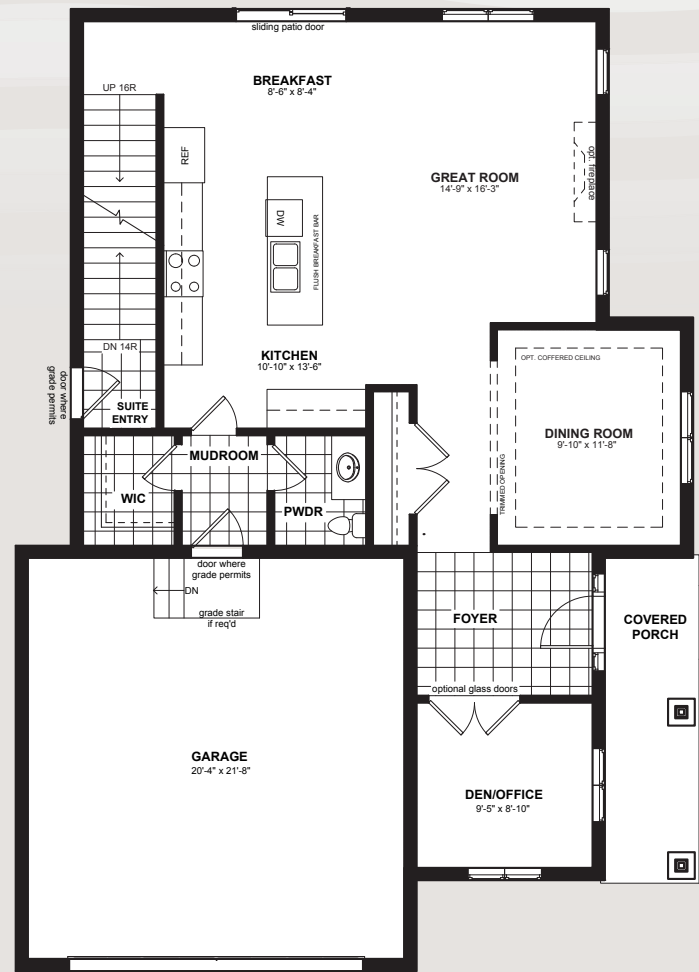 sliding patio door
BREAKFAST
8'-6" x 8'-4"
UP 16R
REF
GREAT ROOM
14'-9" x 16'-3"
opt. fireplace
DW
FLUSH BREAKFAST BAR
DN 14R
KITCHEN
10'-10" x 13'-6"
OPT. COFFERED CEILING
door where
grade permits
SUITE
ENTRY
DINING ROOM
9'-10" x 11'-8"
TRIMMED OPENING
MUDROOM
WIC
PWDR
door where
grade permits
DN
grade stair
if req'd
FOYER
COVERED
PORCH
optional glass doors
GARAGE
20'-4" x 21'-8"
DEN/OFFICE
9'-5" x 8'-10"